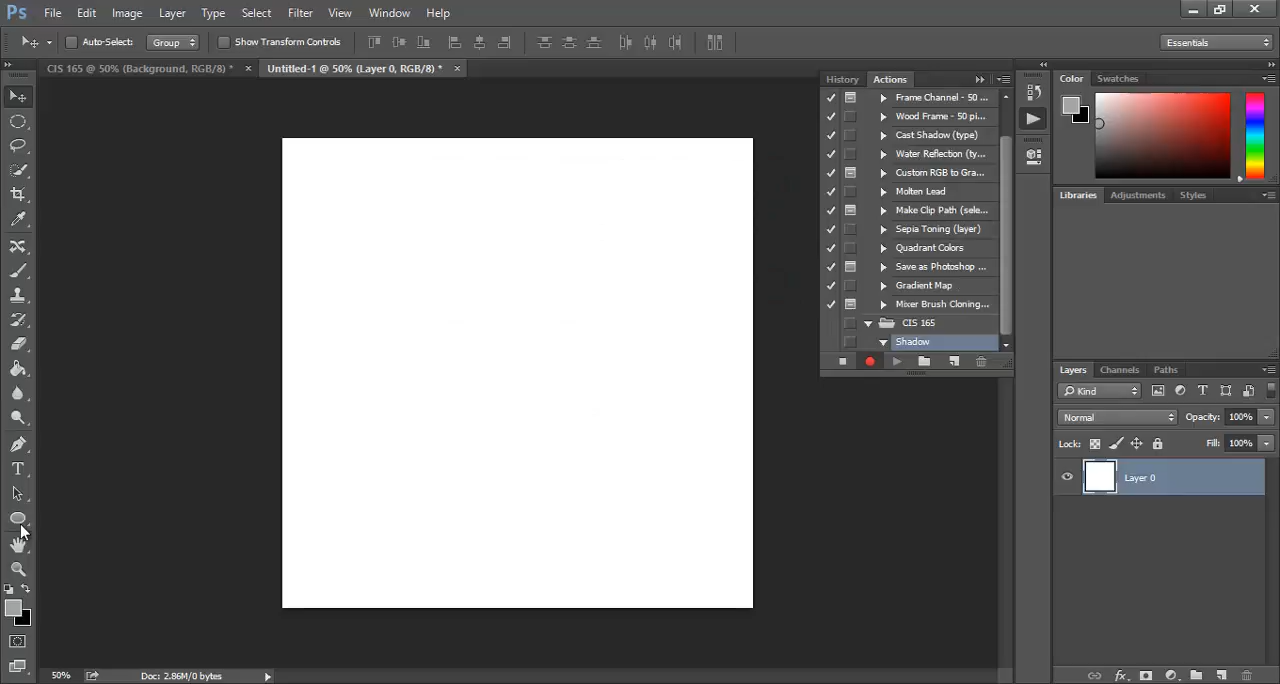 Ps File Edit Image Layer Type Select Filter View Window Help
Auto-Select: Group Show Transform Controls Essentials
CIS 165 @ 50% (Background, RGB/8) * × Untitled-1 @ 50% (Layer 0, RGB/8) * ×
History Actions
Frame Channel - 50 ...
Wood Frame - 50 pi...
Cast Shadow (type)
Water Reflection (ty...
Custom RGB to Gra...
Molten Lead
Make Clip Path (sele...
Sepia Toning (layer)
Quadrant Colors
Save as Photoshop ...
Gradient Map
Mixer Brush Cloning...
CIS 165
Shadow
Color Swatches
Libraries Adjustments Styles
Layers Channels Paths
Kind
Normal Opacity: 100%
Lock: Fill: 100%
Layer 0
T
fx
50% Doc: 2.86M/0 bytes